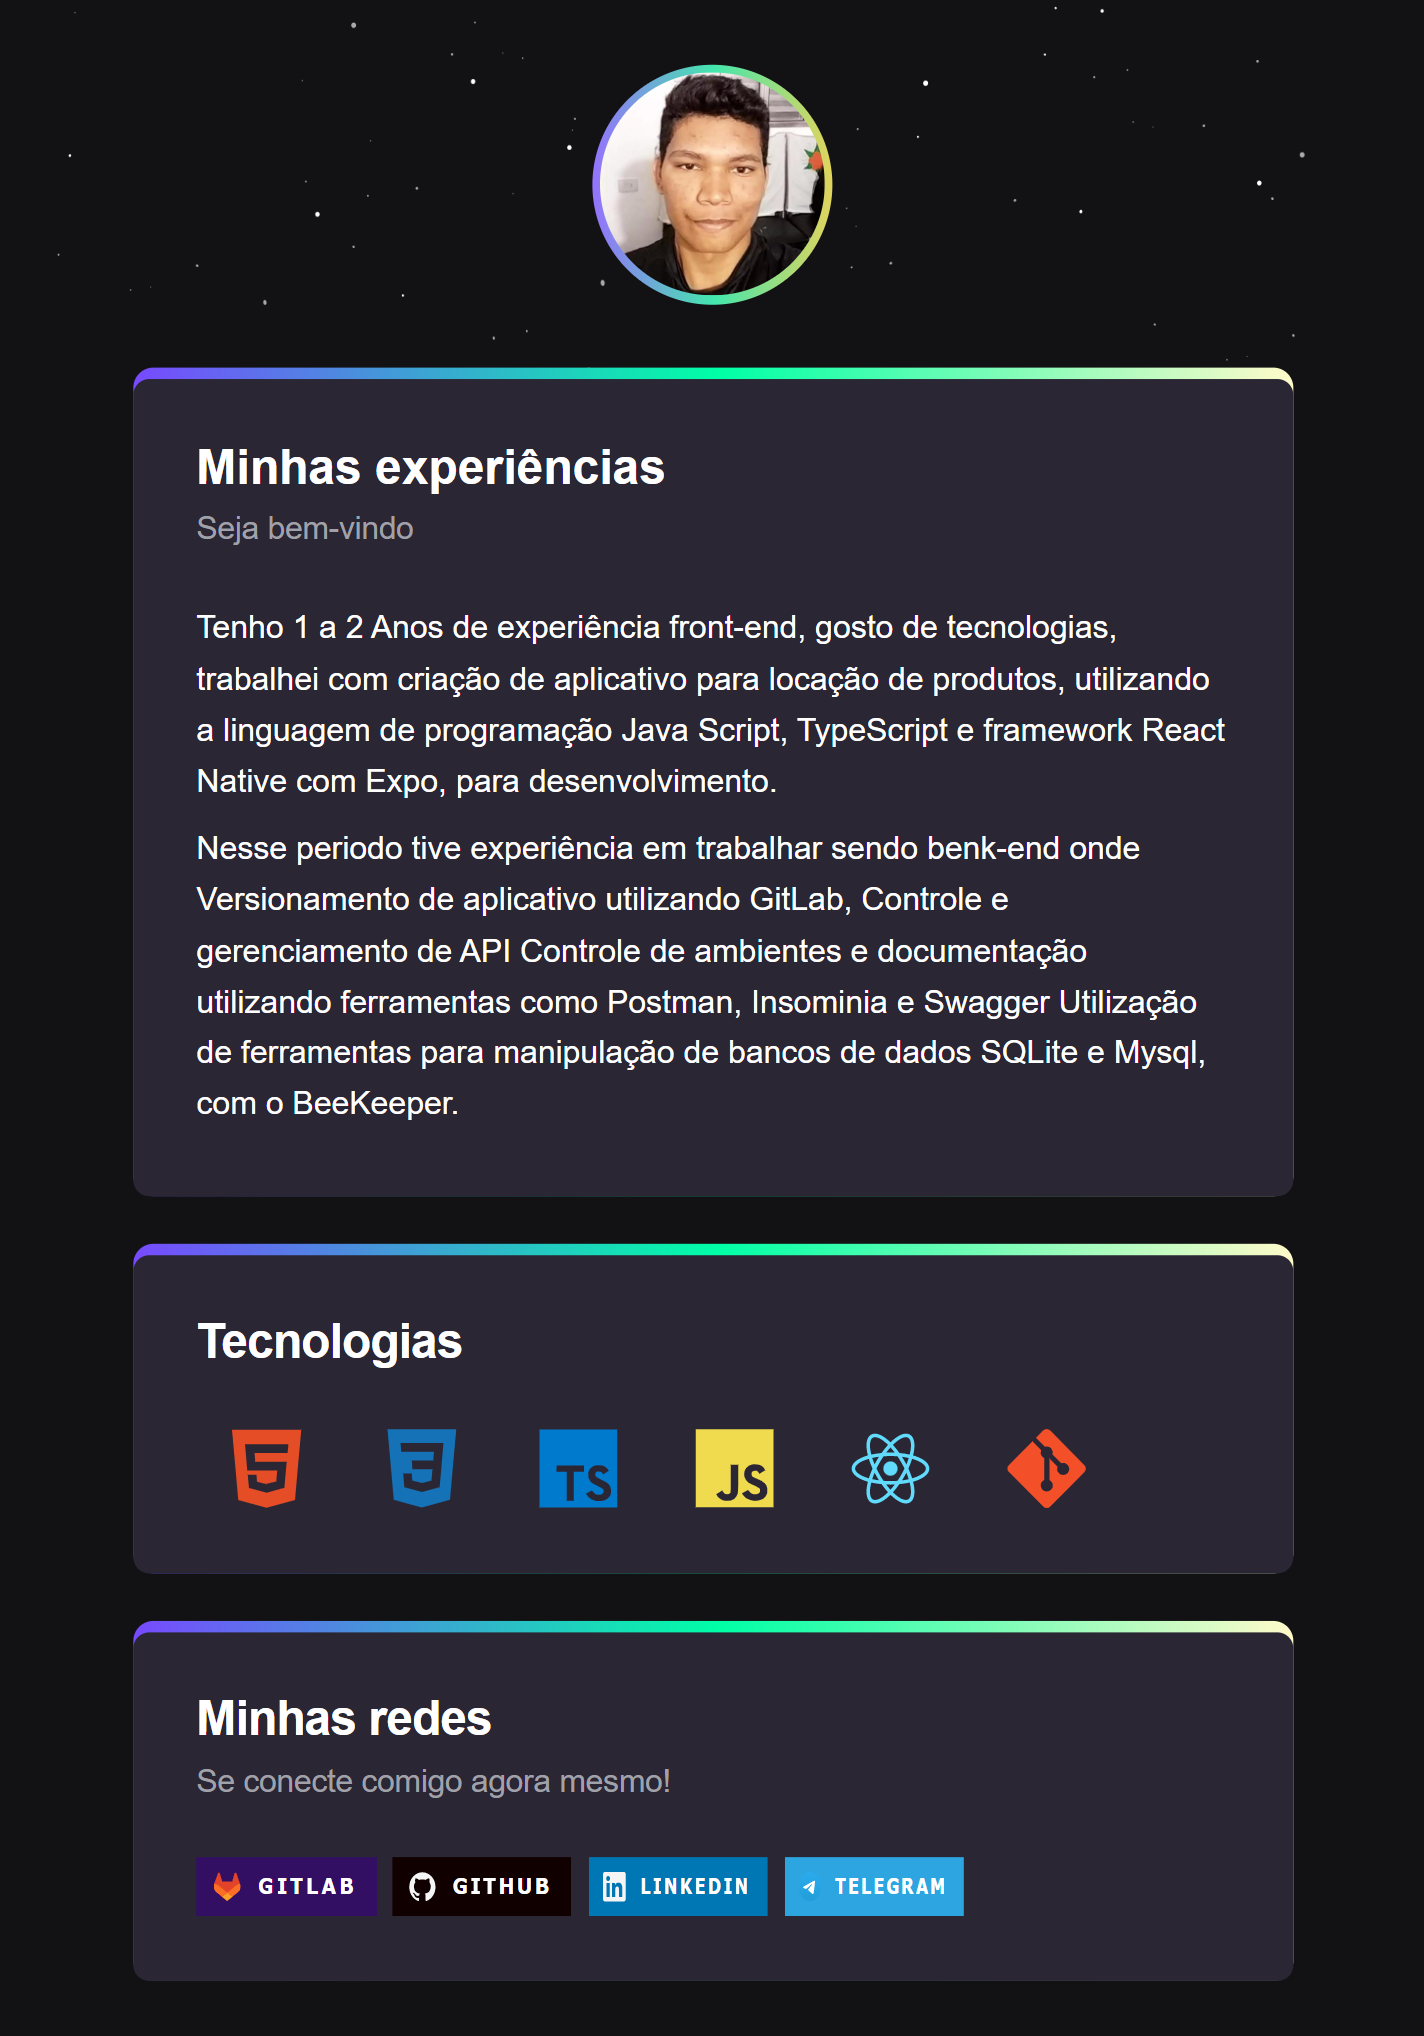 Minhas experiências
Seja bem-vindo
Tenho 1 a 2 Anos de experiência front-end, gosto de tecnologias,
trabalhei com criação de aplicativo para locação de produtos, utilizando
a linguagem de programação Java Script, TypeScript e framework React
Native com Expo, para desenvolvimento.
Nesse periodo tive experiência em trabalhar sendo benk-end onde
Versionamento de aplicativo utilizando GitLab, Controle e
gerenciamento de API Controle de ambientes e documentação
utilizando ferramentas como Postman, Insominia e Swagger Utilização
de ferramentas para manipulação de bancos de dados SQLite e Mysql,
com o BeeKeeper.
Tecnologias
5 3 TS JS
Minhas redes
Se conecte comigo agora mesmo!
GITLAB GITHUB in LINKEDIN TELEGRAM